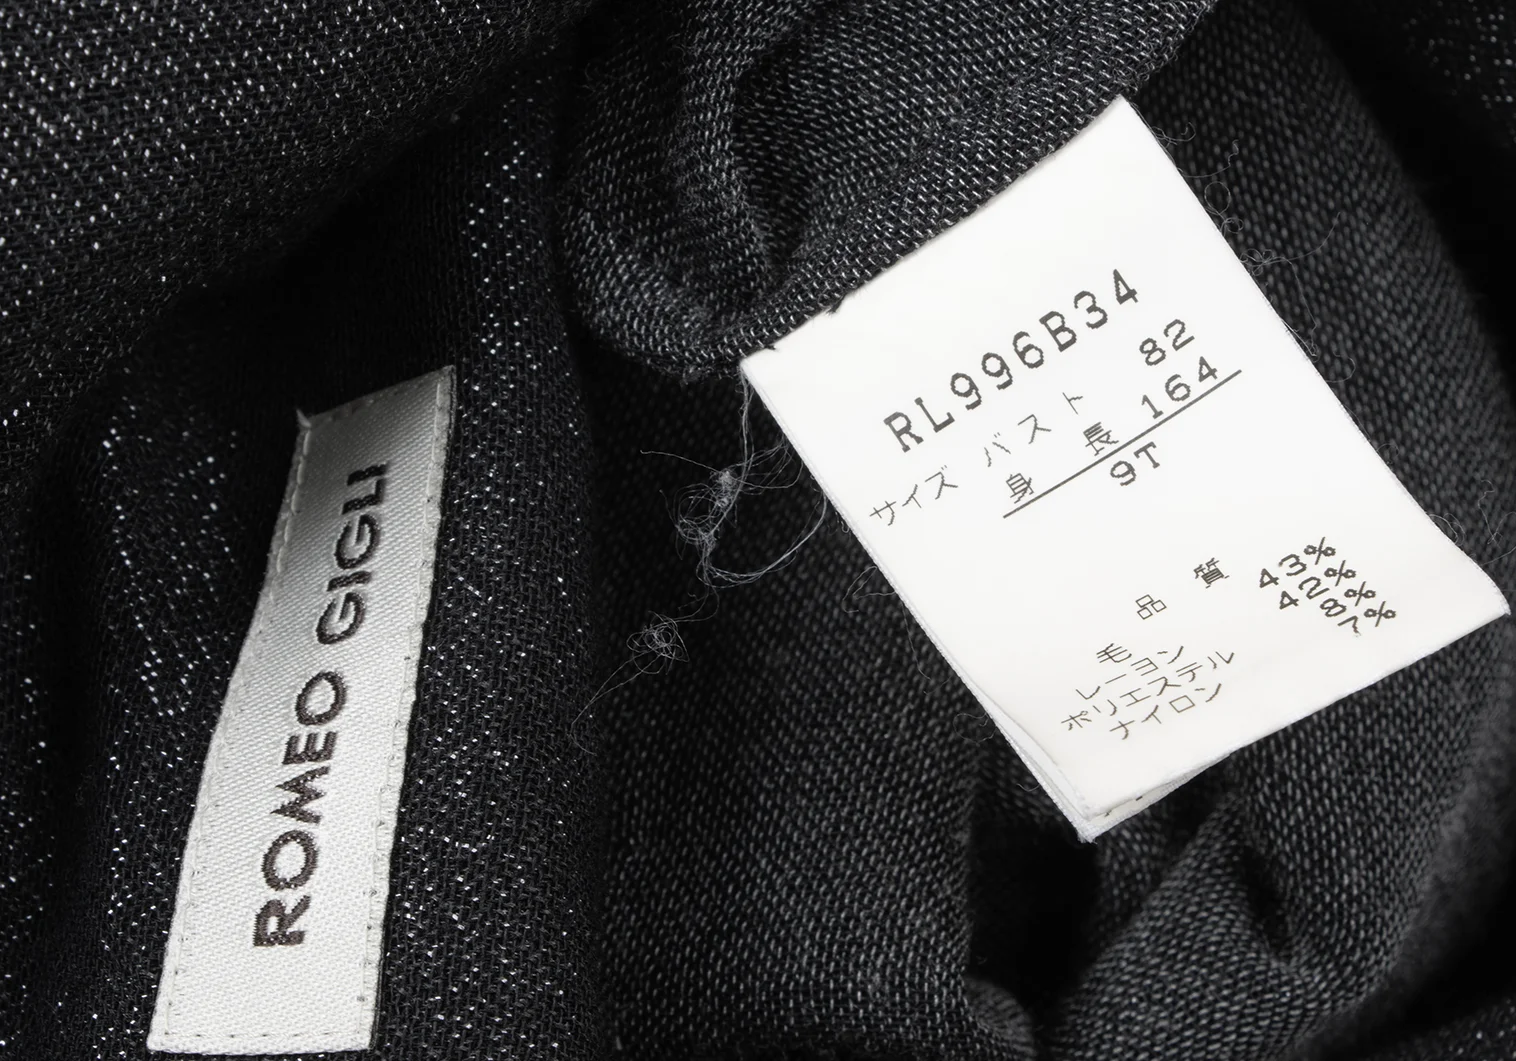 ROMEO GIGLI
RL996B34
サイズ バスト 82
身長 164
9T
品質
毛 43%
レーヨン 42%
ポリエステル 8%
ナイロン 7%